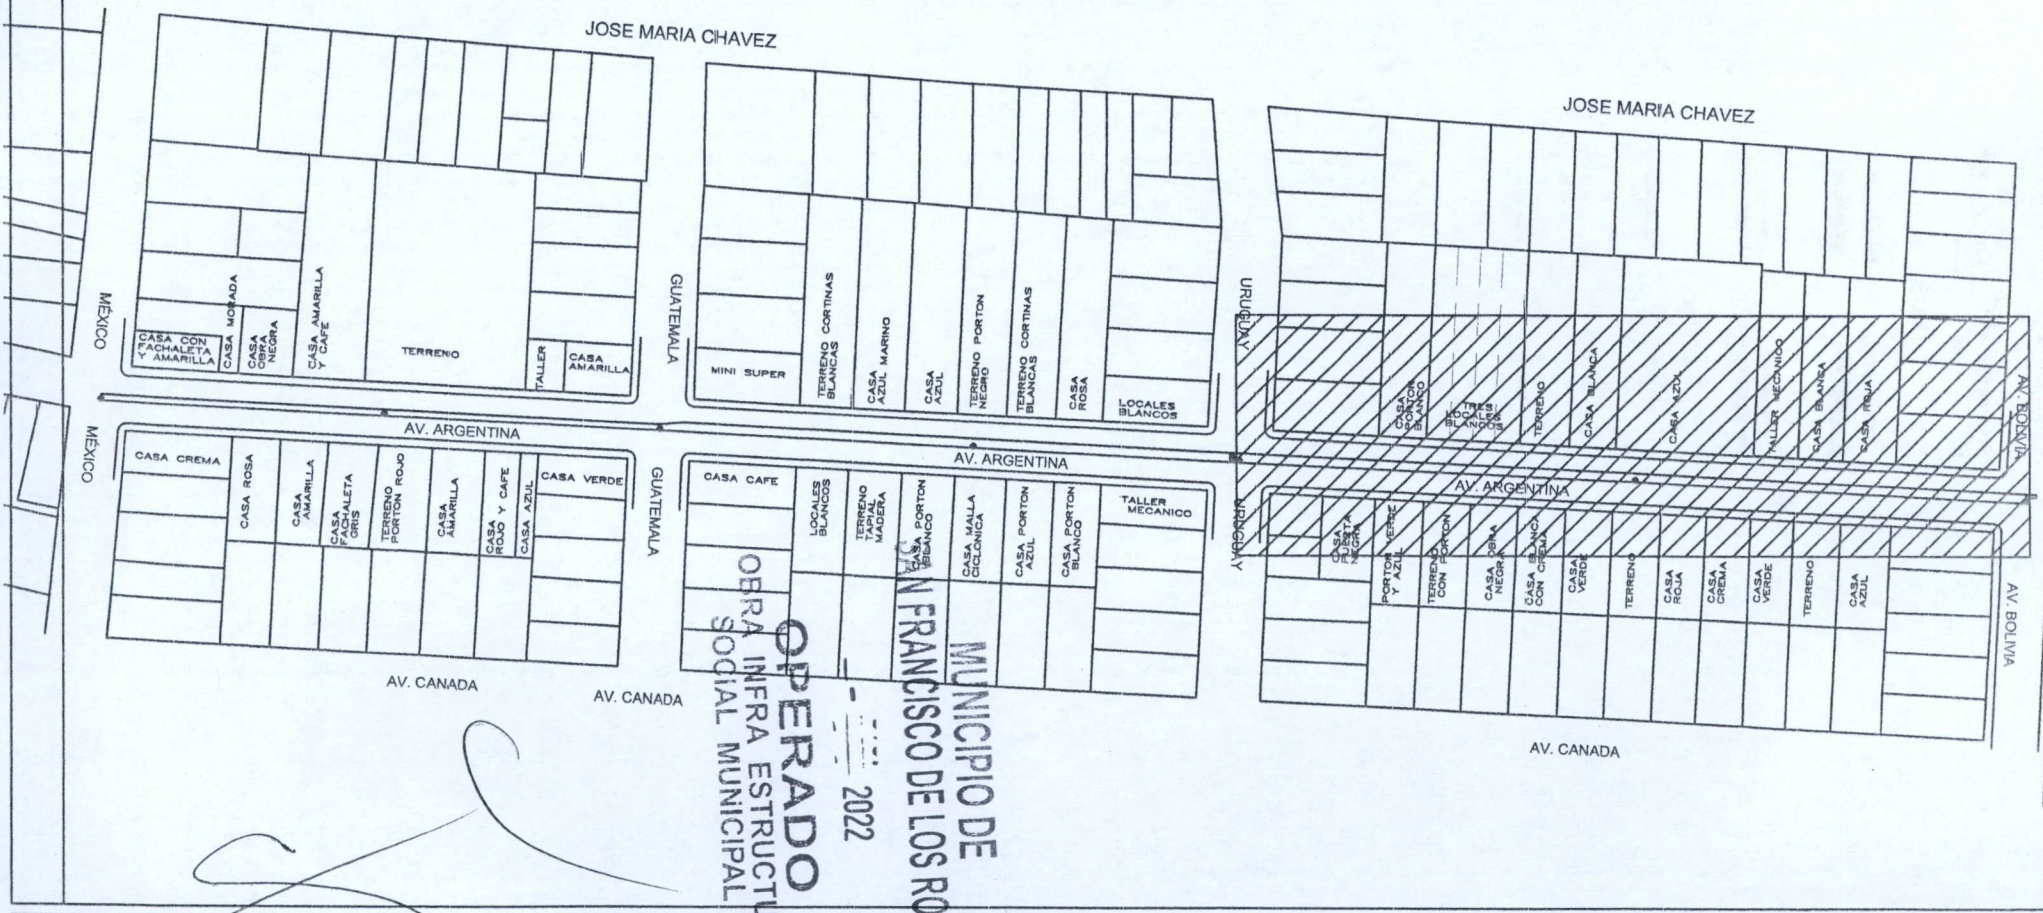 JOSE MARIA CHAVEZ
JOSE MARIA CHAVEZ
MÉXICO
GUATEMALA
URUGUAY
AV. BOLIVIA
CASA CON
FACHALETA
Y AMARILLA
CASA MORADA
CASA
OBRA
NEGRA
CASA AMARILLA
Y CAFE
TERRENO
TALLER
CASA
AMARILLA
MINI SUPER
TERRENO CORTINAS
BLANCAS
CASA
AZUL MARINO
CASA
AZUL
TERRENO PORTON
NEGRO
TERRENO CORTINAS
BLANCAS
CASA
ROSA
LOCALES
BLANCOS
CASA
PORTON
BLANCO
TRES
LOCALES
BLANCOS
TERRENO
CASA BLANCA
CASA AZUL
TALLER MECANICO
CASA BLANCA
CASA ROJA
AV. ARGENTINA
AV. ARGENTINA
AV. ARGENTINA
MÉXICO
GUATEMALA
URUGUAY
AV. BOLIVIA
CASA CREMA
CASA ROSA
CASA
AMARILLA
CASA
FACHALETA
GRIS
TERRENO
PORTON ROJO
CASA
AMARILLA
CASA
ROJO Y CAFE
CASA AZUL
CASA VERDE
CASA CAFE
LOCALES
BLANCOS
TERRENO
TAPIAL
MADERA
CASA PORTON
BLANCO
CASA MALLA
CICLONICA
CASA PORTON
AZUL
CASA PORTON
BLANCO
TALLER
MECANICO
CASA
PUERTA
NEGRA
PORTON VERDE
Y AZUL
TERRENO
CON PORTON
CASA OBRA
NEGRA
CASA BLANCA
CON CREMA
CASA
VERDE
TERRENO
CASA
ROJA
CASA
CREMA
CASA
VERDE
TERRENO
CASA
AZUL
AV. CANADA
AV. CANADA
AV. CANADA
MUNICIPIO DE
SAN FRANCISCO DE LOS RO
2022
OPERADO
OBRA INFRA ESTRUCTU
SOCIAL MUNICIPAL